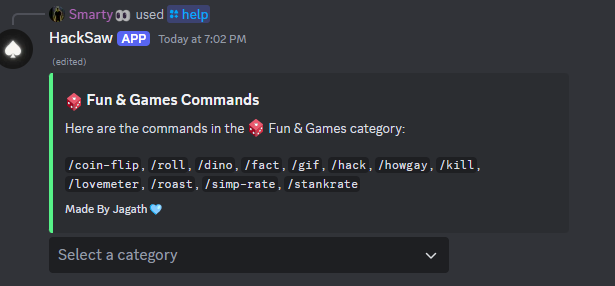 Smarty👀 used help
HackSaw APP Today at 7:02 PM
(edited)
🎲 Fun & Games Commands
Here are the commands in the 🎲 Fun & Games category:
/coin-flip, /roll, /dino, /fact, /gif, /hack, /howgay, /kill,
/lovemeter, /roast, /simp-rate, /stankrate
Made By Jagath🩵
Select a category